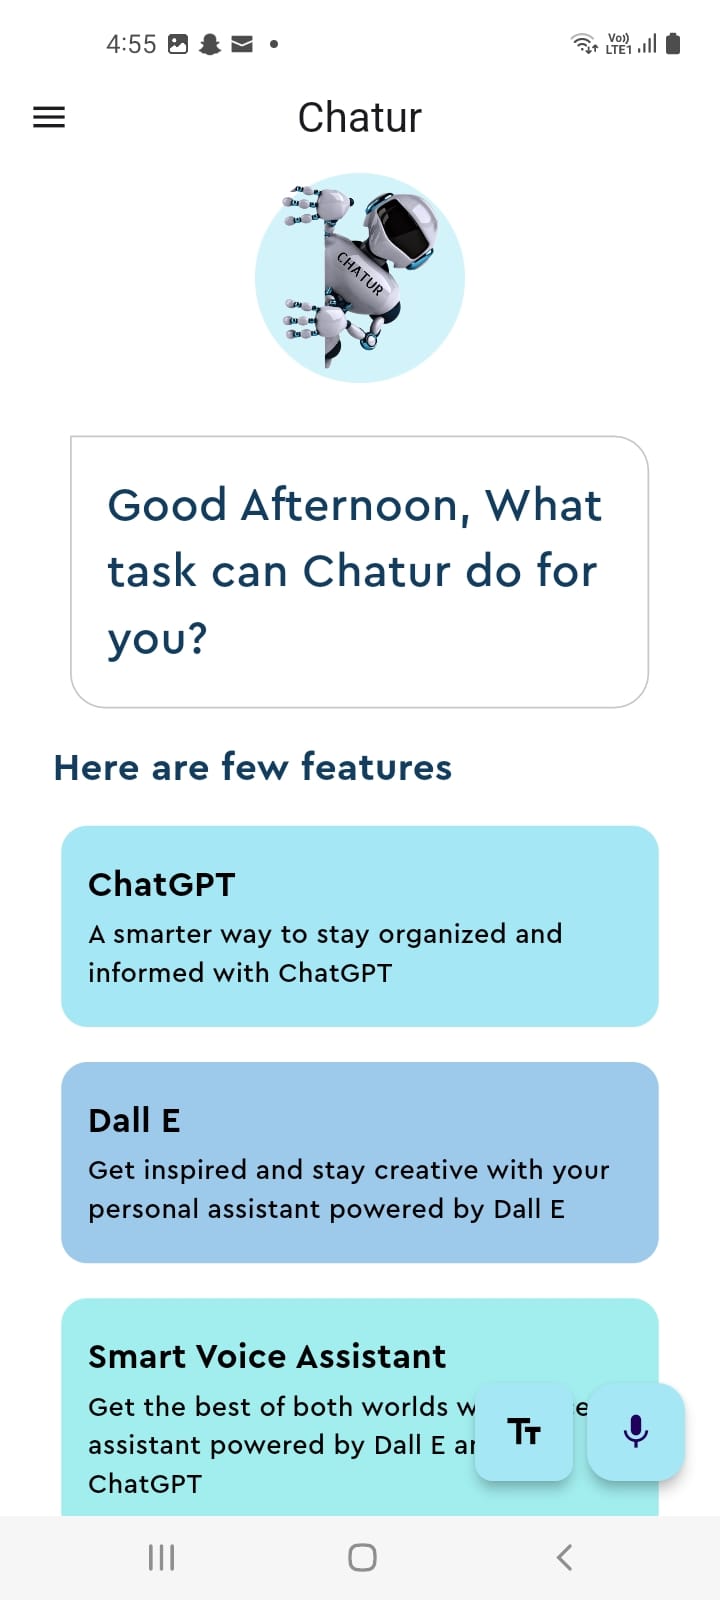 4:55
Vo))
LTE1
Chatur
CHATUR
Good Afternoon, What
task can Chatur do for
you?
Here are few features
ChatGPT
A smarter way to stay organized and
informed with ChatGPT
Dall E
Get inspired and stay creative with your
personal assistant powered by Dall E
Smart Voice Assistant
Get the best of both worlds
assistant powered by Dall E
ChatGPT
TT